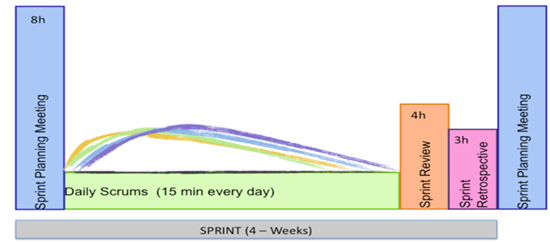 8h
Sprint Planning Meeting
Daily Scrums (15 min every day)
4h
Sprint Review
3h
Sprint
Retrospective
Sprint Planning Meeting
SPRINT (4 – Weeks)